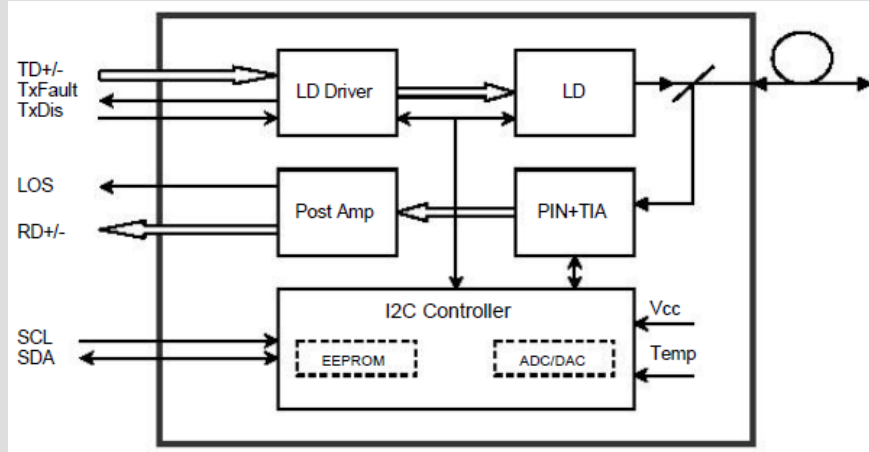 TD+/-
TxFault
TxDis
LD Driver
LD
LOS
RD+/-
Post Amp
PIN+TIA
I2C Controller
SCL
SDA
EEPROM
ADC/DAC
Vcc
Temp